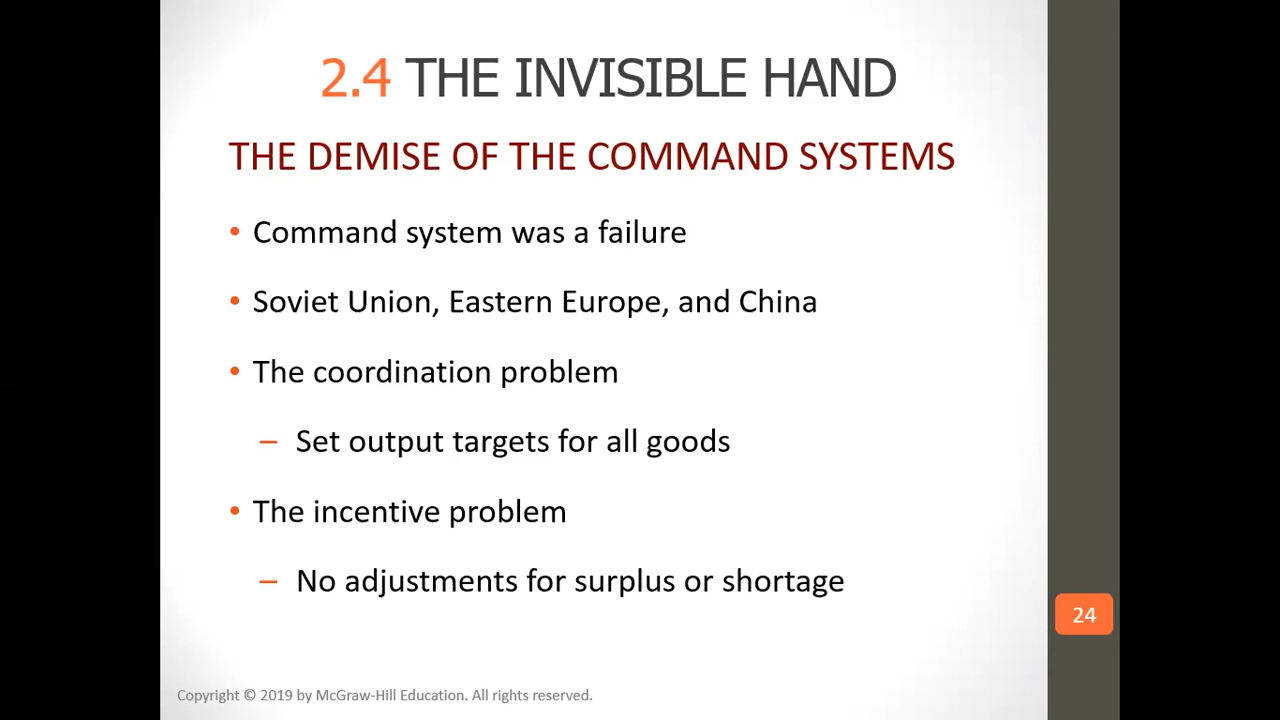 2.4 THE INVISIBLE HAND
THE DEMISE OF THE COMMAND SYSTEMS
• Command system was a failure
• Soviet Union, Eastern Europe, and China
• The coordination problem
– Set output targets for all goods
• The incentive problem
– No adjustments for surplus or shortage
24
Copyright © 2019 by McGraw-Hill Education. All rights reserved.